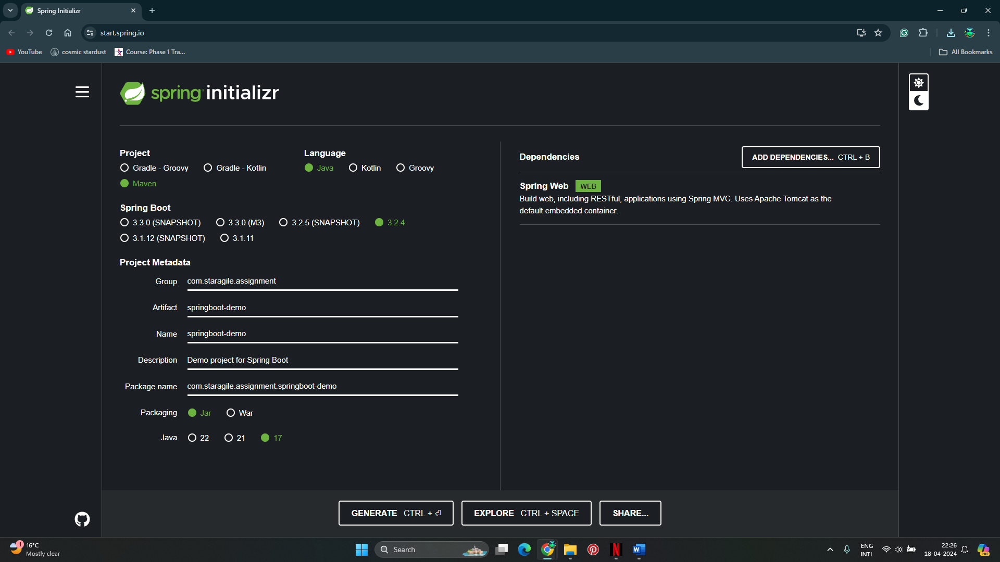 Spring Initializr
start.spring.io
YouTube cosmic stardust Course: Phase 1 Tra... All Bookmarks
spring initializr
Project
Gradle - Groovy Gradle - Kotlin
Maven
Language
Java Kotlin Groovy
Spring Boot
3.3.0 (SNAPSHOT) 3.3.0 (M3) 3.2.5 (SNAPSHOT) 3.2.4
3.1.12 (SNAPSHOT) 3.1.11
Project Metadata
Group com.staragile.assignment
Artifact springboot-demo
Name springboot-demo
Description Demo project for Spring Boot
Package name com.staragile.assignment.springboot-demo
Packaging Jar War
Java 22 21 17
Dependencies ADD DEPENDENCIES... CTRL + B
Spring Web WEB
Build web, including RESTful, applications using Spring MVC. Uses Apache Tomcat as the
default embedded container.
GENERATE CTRL + ⏎ EXPLORE CTRL + SPACE SHARE...
1 16°C
Mostly clear
Search
N
W
ENG
INTL
22:26
18-04-2024
PRE